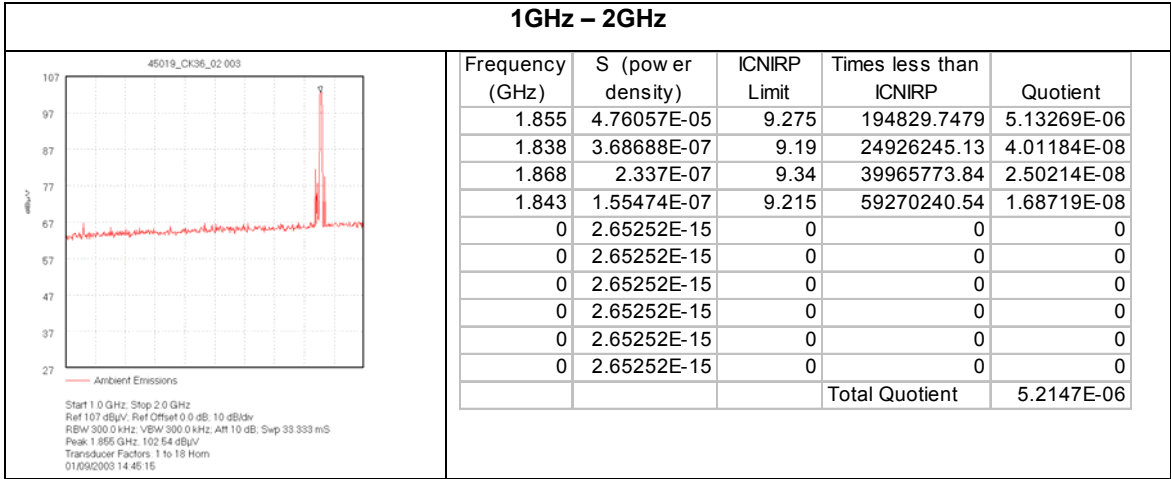 1GHz – 2GHz
45019_CK36_02 003
107
97
87
77
67
57
47
37
27
dBµV
Ambient Emissions
Start 1.0 GHz, Stop 2.0 GHz
Ref 107 dBµV, Ref Offset 0.0 dB; 10 dB/div
RBW 300.0 kHz; VBW 300.0 kHz; Att 10 dB; Swp 33.333 mS
Peak 1.855 GHz, 102.54 dBµV
Transducer Factors: 1 to 18 Horn
01/09/2003 14:45:15
Frequency (GHz) S (pow er density) ICNIRP Limit Times less than ICNIRP Quotient
1.855 4.76057E-05 9.275 194829.7479 5.13269E-06
1.838 3.68688E-07 9.19 24926245.13 4.01184E-08
1.868 2.337E-07 9.34 39965773.84 2.50214E-08
1.843 1.55474E-07 9.215 59270240.54 1.68719E-08
0 2.65252E-15 0 0 0
0 2.65252E-15 0 0 0
0 2.65252E-15 0 0 0
0 2.65252E-15 0 0 0
0 2.65252E-15 0 0 0
0 2.65252E-15 0 0 0
Total Quotient 5.2147E-06